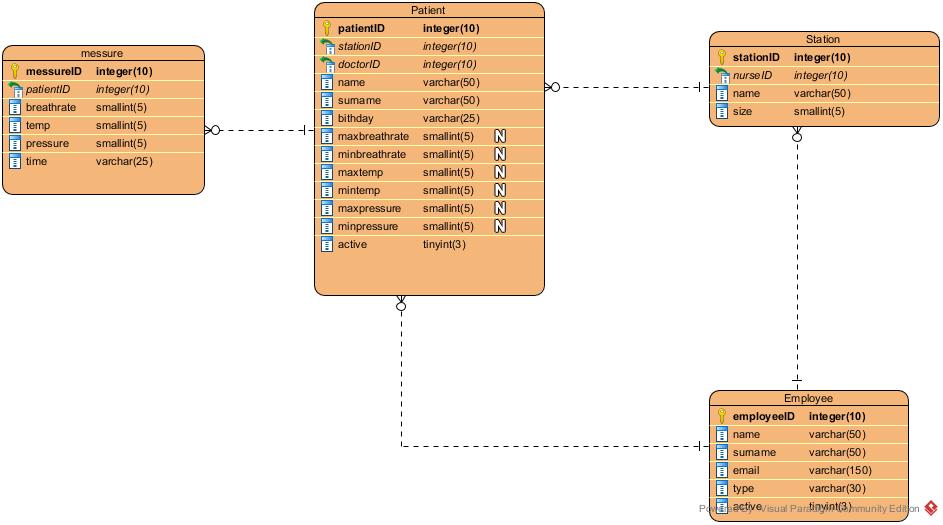 messure
messureID integer(10)
patientID integer(10)
breathrate smallint(5)
temp smallint(5)
pressure smallint(5)
time varchar(25)
Patient
patientID integer(10)
stationID integer(10)
doctorID integer(10)
name varchar(50)
surname varchar(50)
bithday varchar(25)
maxbreathrate smallint(5) N
minbreathrate smallint(5) N
maxtemp smallint(5) N
mintemp smallint(5) N
maxpressure smallint(5) N
minpressure smallint(5) N
active tinyint(3)
Station
stationID integer(10)
nurseID integer(10)
name varchar(50)
size smallint(5)
Employee
employeeID integer(10)
name varchar(50)
surname varchar(50)
email varchar(150)
type varchar(30)
active tinyint(3)
Powered By Visual Paradigm Community Edition